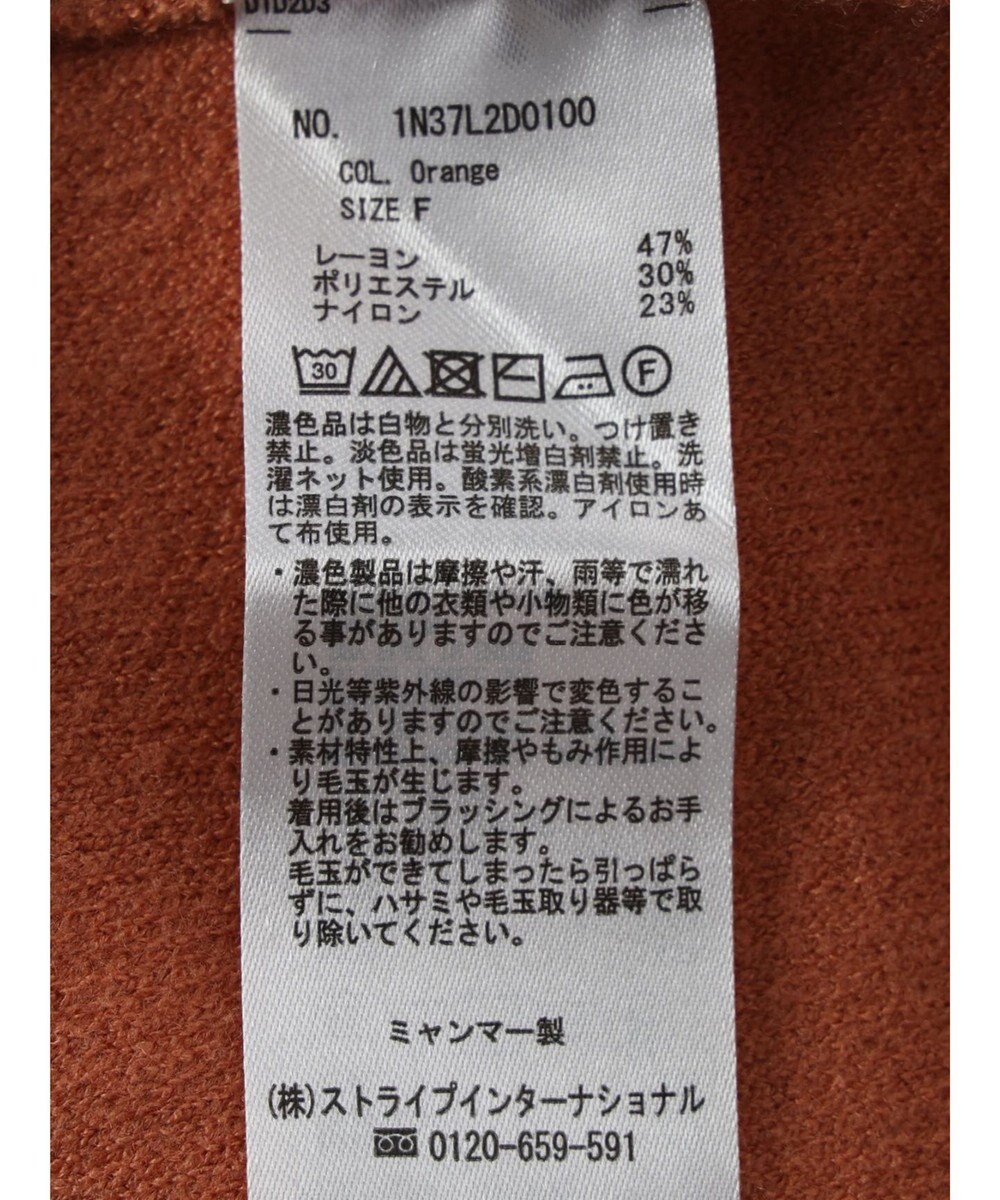 D1D2D3
NO. 1N37L2D0100
COL. Orange
SIZE F
レーヨン 47%
ポリエステル 30%
ナイロン 23%
30 F
濃色品は白物と分別洗い。つけ置き
禁止。淡色品は蛍光増白剤禁止。洗
濯ネット使用。酸素系漂白剤使用時
は漂白剤の表示を確認。アイロンあ
て布使用。
・濃色製品は摩擦や汗、雨等で濡れ
た際に他の衣類や小物類に色が移
る事がありますのでご注意くださ
い。
・日光等紫外線の影響で変色するこ
とがありますのでご注意ください。
・素材特性上、摩擦やもみ作用によ
り毛玉が生じます。
着用後はブラッシングによるお手
入れをお勧めします。
毛玉ができてしまったら引っぱら
ずに、ハサミや毛玉取り器等で取
り除いてください。
ミャンマー製
(株)ストライプインターナショナル
0120-659-591